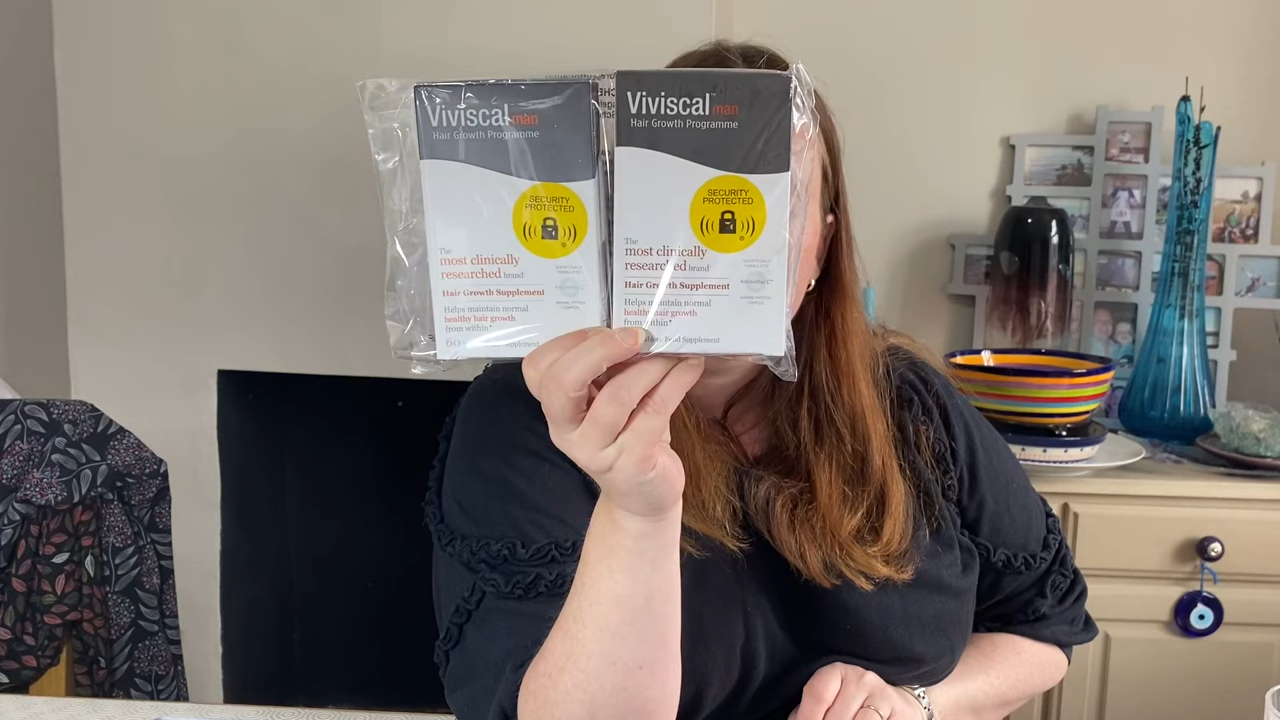 Viviscal man
Hair Growth Programme
SECURITY
PROTECTED
The
most clinically
researched brand
Hair Growth Supplement
Helps maintain normal
healthy hair growth
from within*
60
Supplement
Viviscal man
Hair Growth Programme
SECURITY
PROTECTED
The
most clinically
researched brand
Hair Growth Supplement
Helps maintain normal
healthy hair growth
from within*
Food Supplement